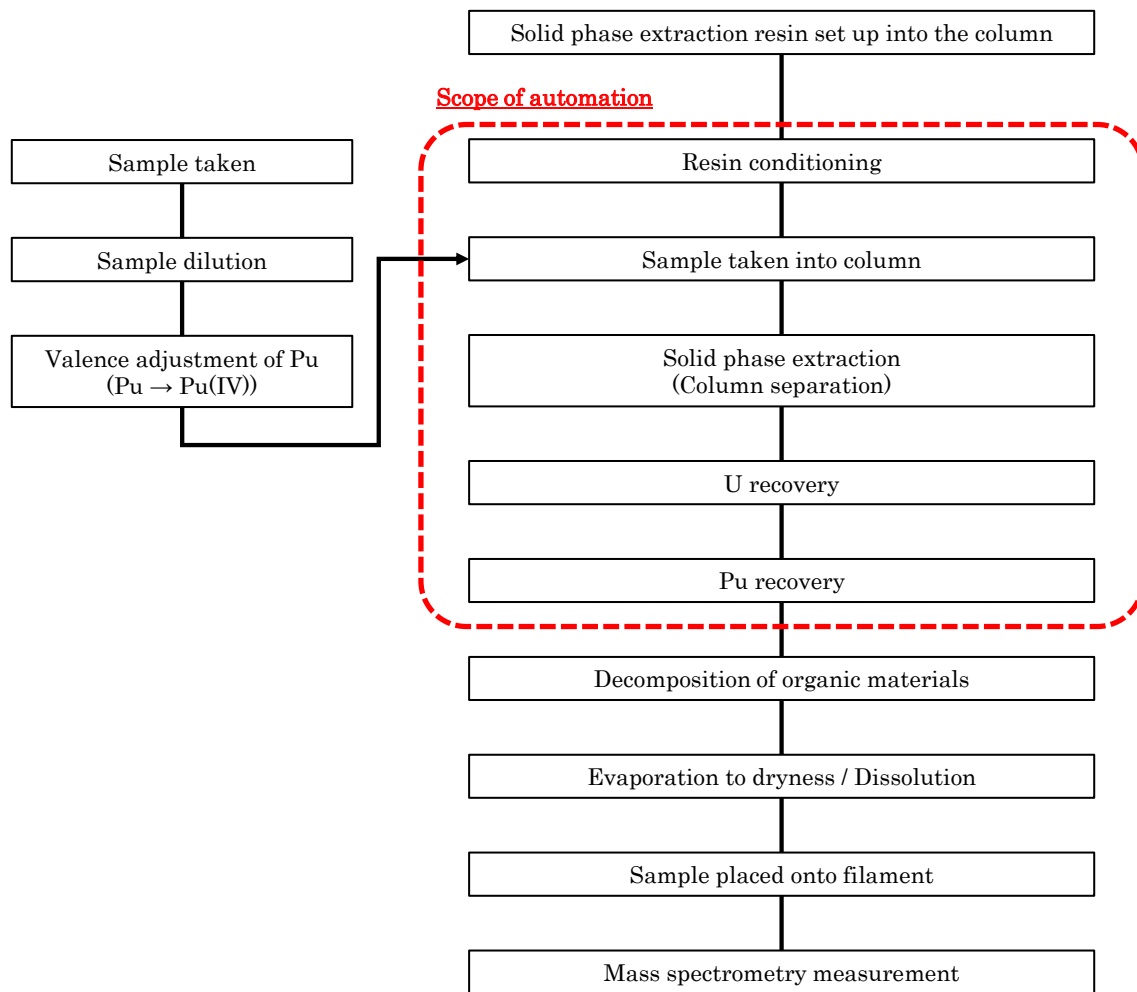 Solid phase extraction resin set up into the column
Scope of automation
Sample taken
Sample dilution
Valence adjustment of Pu
(Pu → Pu(IV))
Resin conditioning
Sample taken into column
Solid phase extraction
(Column separation)
U recovery
Pu recovery
Decomposition of organic materials
Evaporation to dryness / Dissolution
Sample placed onto filament
Mass spectrometry measurement